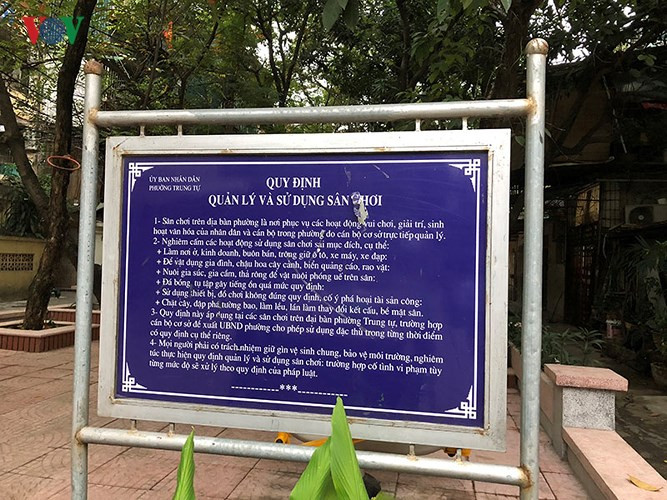 VOV
ỦY BAN NHÂN DÂN
PHƯỜNG TRUNG TỰ
QUY ĐỊNH
QUẢN LÝ VÀ SỬ DỤNG SÂN CHƠI
1- Sân chơi trên địa bàn phường là nơi phục vụ các hoạt động vui chơi, giải trí, sinh
hoạt văn hóa của nhân dân và cán bộ trong phường do cán bộ cơ sở trực tiếp quản lý.
2- Nghiêm cấm các hoạt động sử dụng sân chơi sai mục đích, cụ thể:
+ Làm nơi ở, kinh doanh, buôn bán, trông giữ ô tô, xe máy, xe đạp:
+ Để vật dụng gia đình, chậu hoa cây cảnh, biển quảng cáo, rao vặt:
+ Nuôi gia súc, gia cầm, thả rông để vật nuôi phóng uế trên sân:
+ Đá bóng, tụ tập gây tiếng ồn quá mức quy định:
+ Sử dụng thiết bị, đồ chơi không đúng quy định, cố ý phá hoại tài sản công:
+ Chặt cây, đập phá tường bao, làm lều, lán làm thay đổi kết cấu, bề mặt sân.
3- Quy định này áp dụng tại các sân chơi trên đại bàn phường Trung tự, trường hợp
cán bộ cơ sở đề xuất UBND phường cho phép sử dụng đặc thù trong từng thời điểm
có quy định cụ thể riêng.
4- Mọi người phải có trách nhiệm giữ gìn vệ sinh chung, bảo vệ môi trường, nghiêm
túc thực hiện quy định quản lý và sử dụng sân chơi: trường hợp cố tình vi phạm tùy
từng mức độ sẽ xử lý theo quy định của pháp luật.
------------***------------